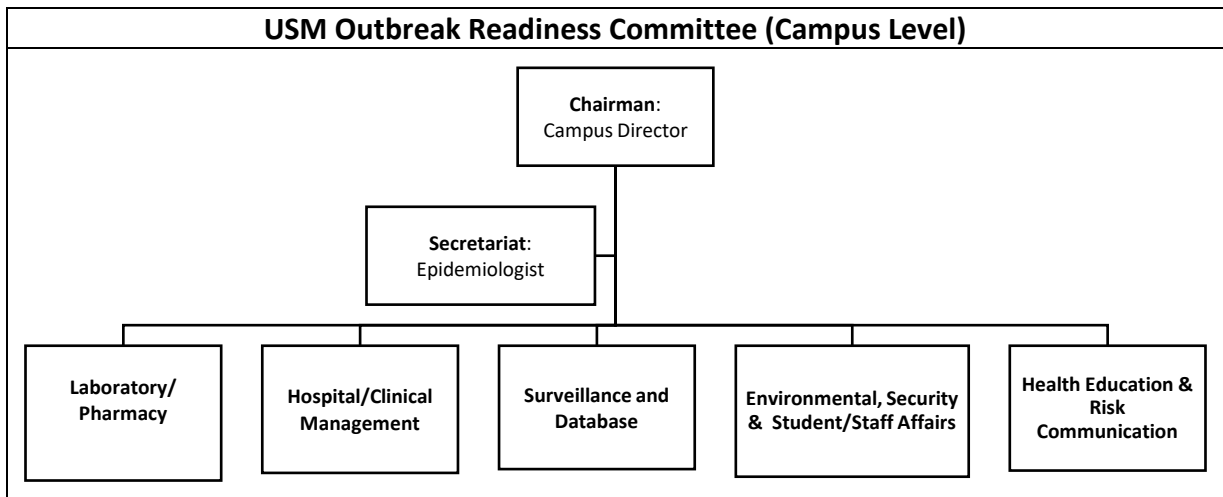 USM Outbreak Readiness Committee (Campus Level)
Chairman:
Campus Director
Secretariat:
Epidemiologist
Laboratory/
Pharmacy
Hospital/Clinical
Management
Surveillance and
Database
Environmental, Security
& Student/Staff Affairs
Health Education &
Risk
Communication